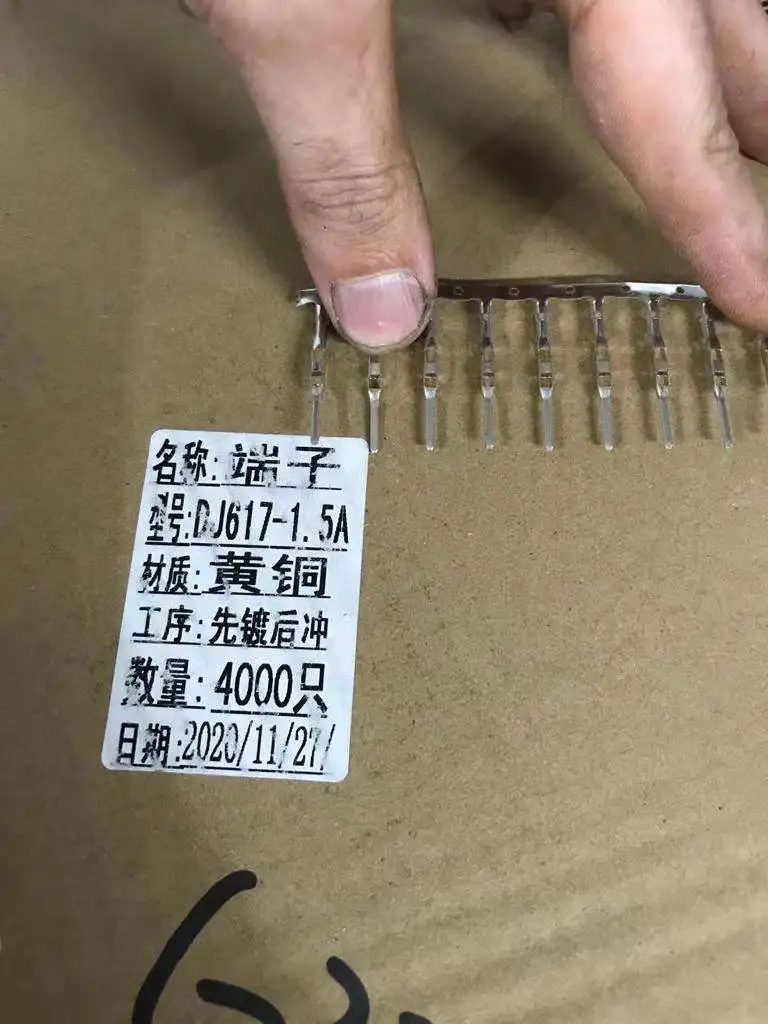 名称:端子
型号:DJ617-1.5A
材质:黄铜
工序:先镀后冲
数量:4000只
日期:2020/11/27/